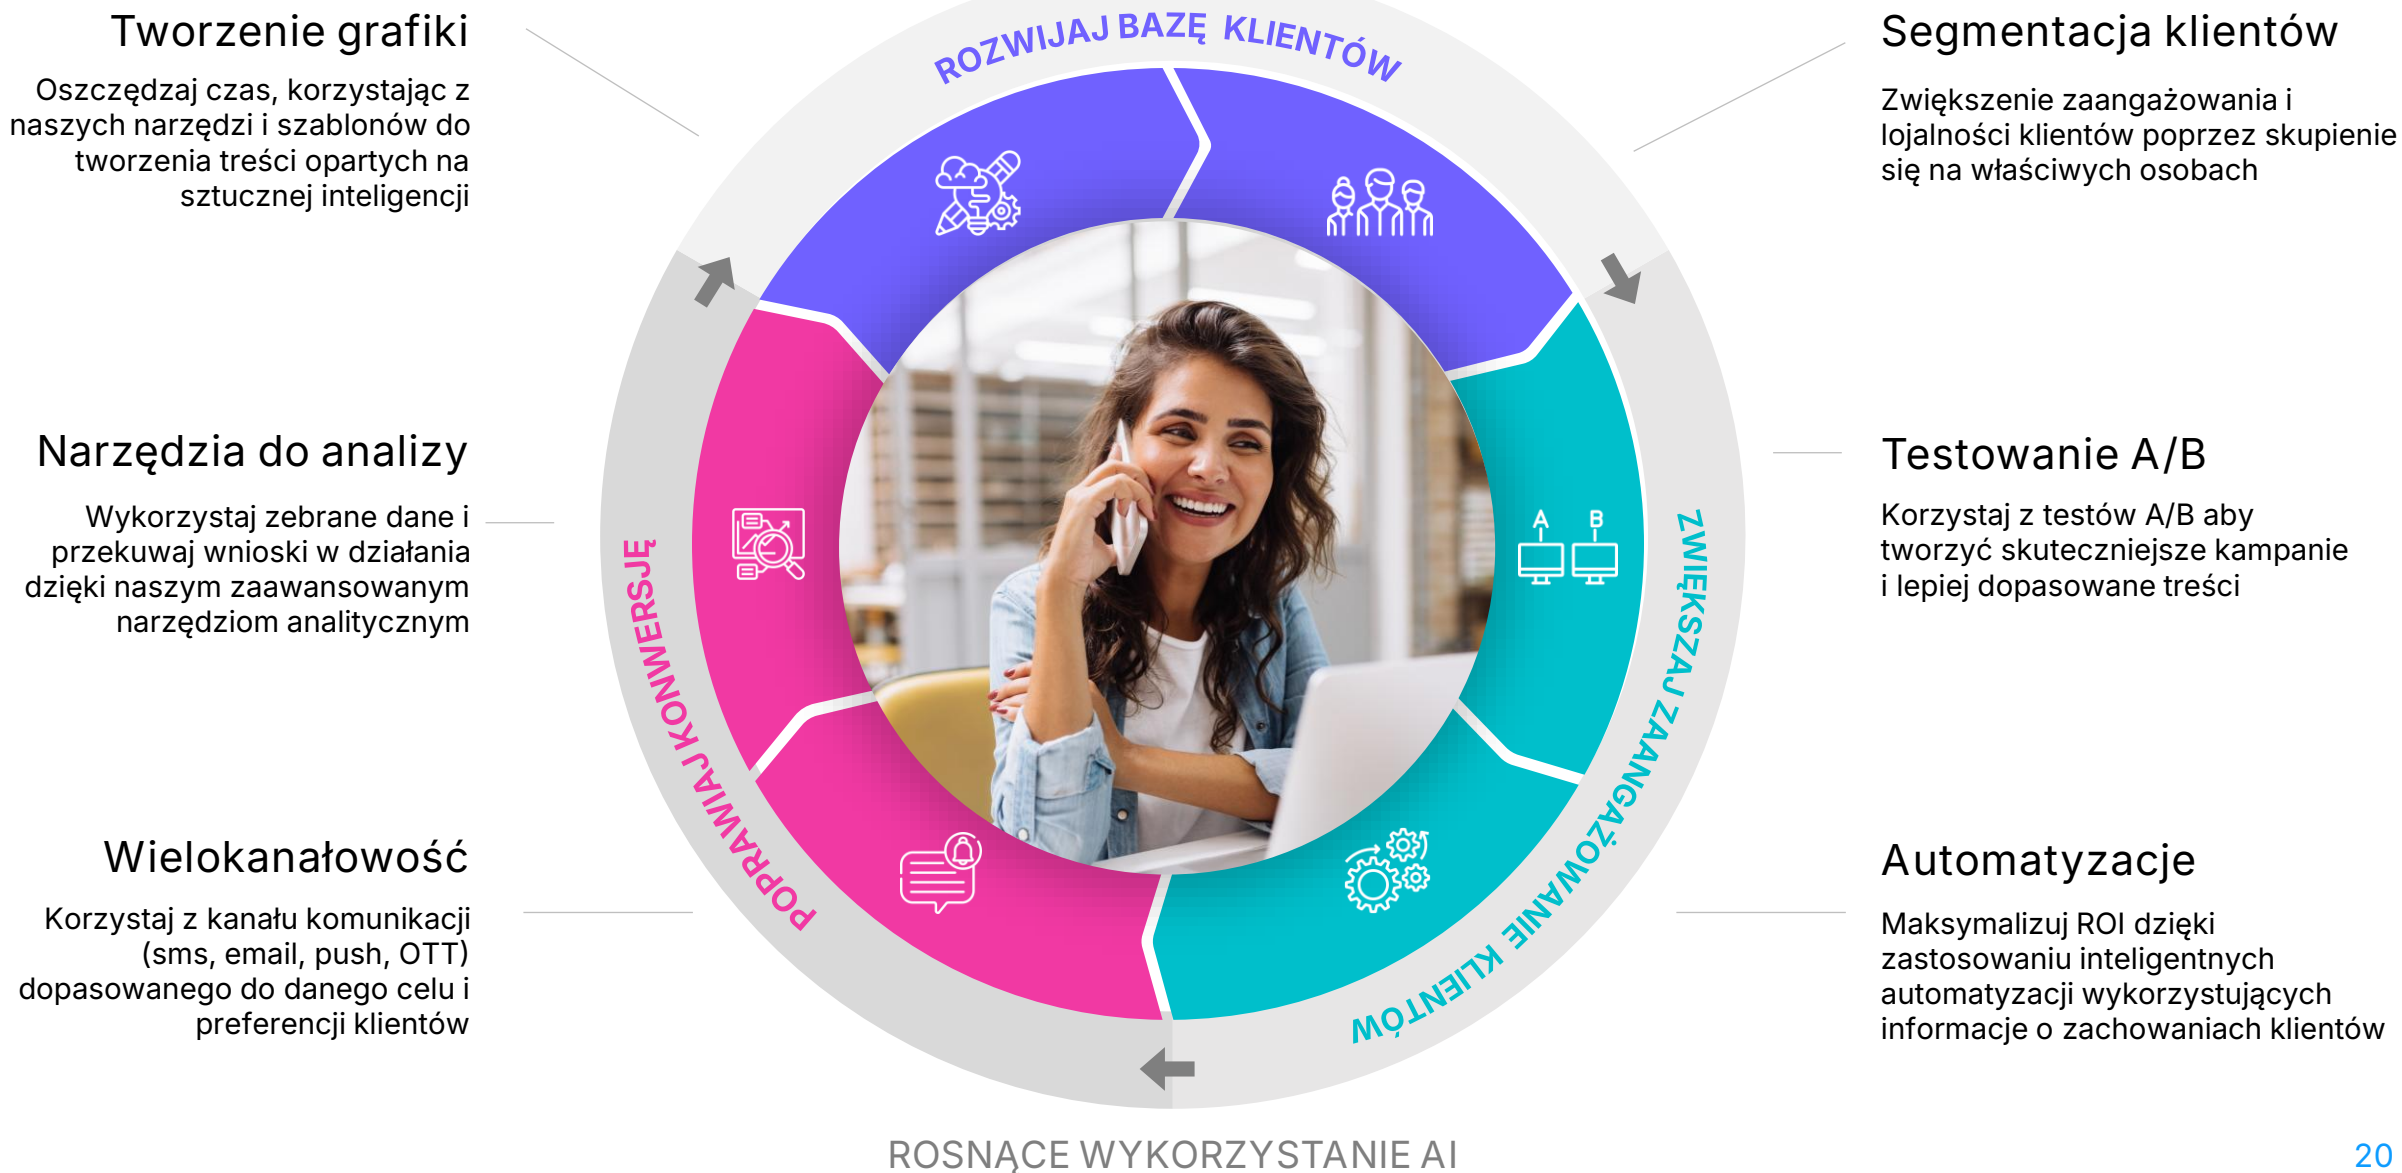 Tworzenie grafiki
Oszczędzaj czas, korzystając z
naszych narzędzi i szablonów do
tworzenia treści opartych na
sztucznej inteligencji
Narzędzia do analizy
Wykorzystaj zebrane dane i
przekuwaj wnioski w działania
dzięki naszym zaawansowanym
narzędziom analitycznym
Wielokanałowość
Korzystaj z kanału komunikacji
(sms, email, push, OTT)
dopasowanego do danego celu i
preferencji klientów
ROZWIJAJ BAZĘ KLIENTÓW
ZWIĘKSZAJ ZAANGAŻOWANIE KLIENTÓW
POPRAWIAJ KONWERSJĘ
A B
Segmentacja klientów
Zwiększenie zaangażowania i
lojalności klientów poprzez skupienie
się na właściwych osobach
Testowanie A/B
Korzystaj z testów A/B aby
tworzyć skuteczniejsze kampanie
i lepiej dopasowane treści
Automatyzacje
Maksymalizuj ROI dzięki
zastosowaniu inteligentnych
automatyzacji wykorzystujących
informacje o zachowaniach klientów
ROSNĄCE WYKORZYSTANIE AI
20